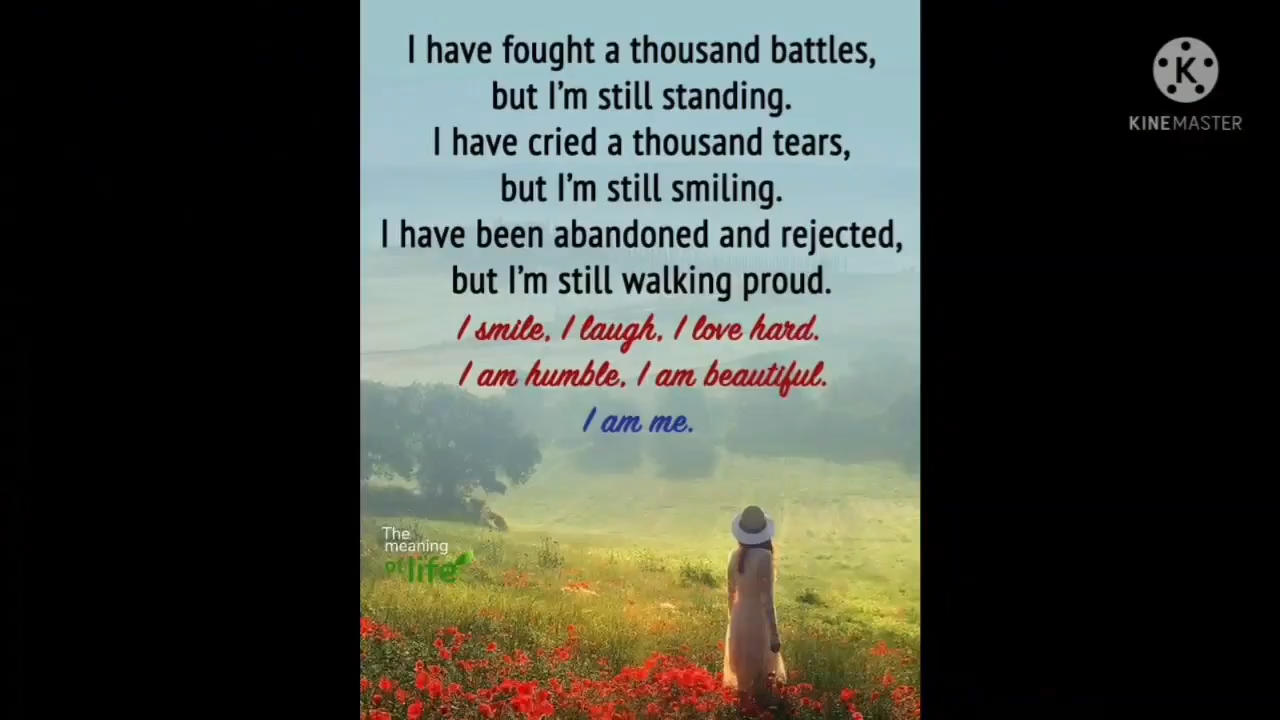 I have fought a thousand battles,
but I'm still standing.
I have cried a thousand tears,
but I'm still smiling.
I have been abandoned and rejected,
but I'm still walking proud.
I smile, I laugh, I love hard.
I am humble, I am beautiful.
I am me.
The
meaning
of life
K
KINEMASTER